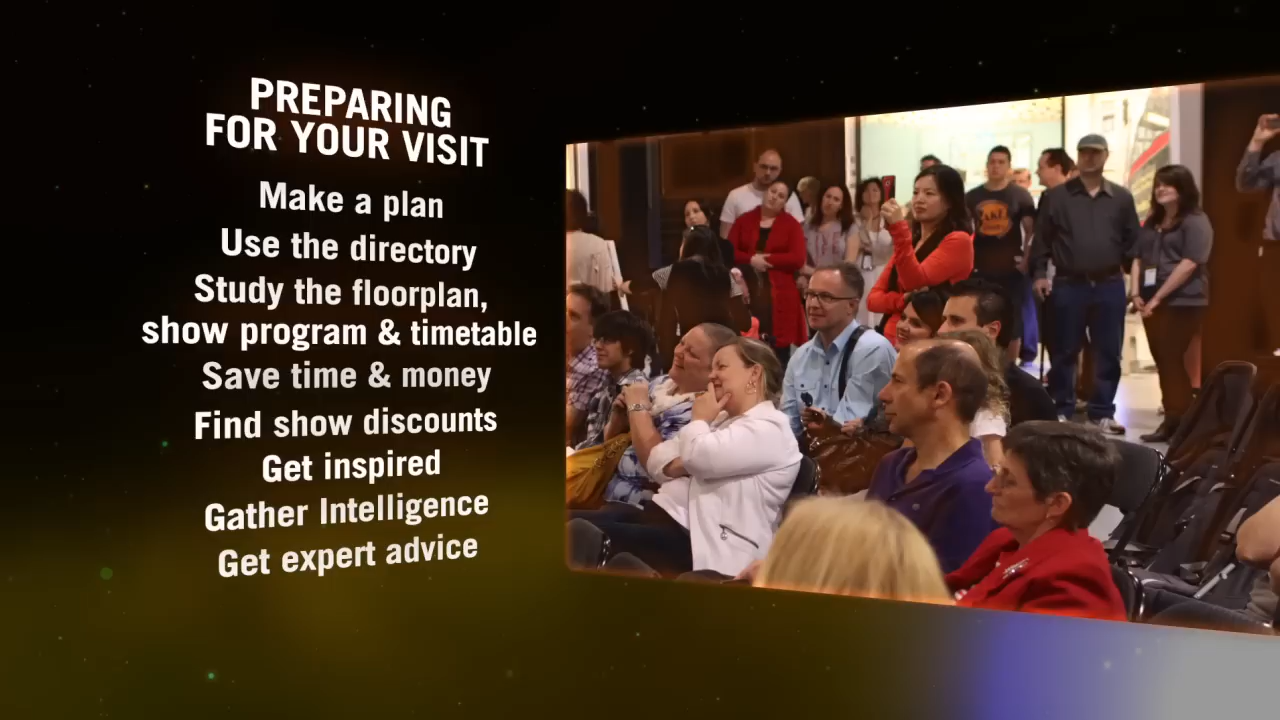 PREPARING
FOR YOUR VISIT
Make a plan
Use the directory
Study the floorplan,
show program & timetable
Save time & money
Find show discounts
Get inspired
Gather Intelligence
Get expert advice